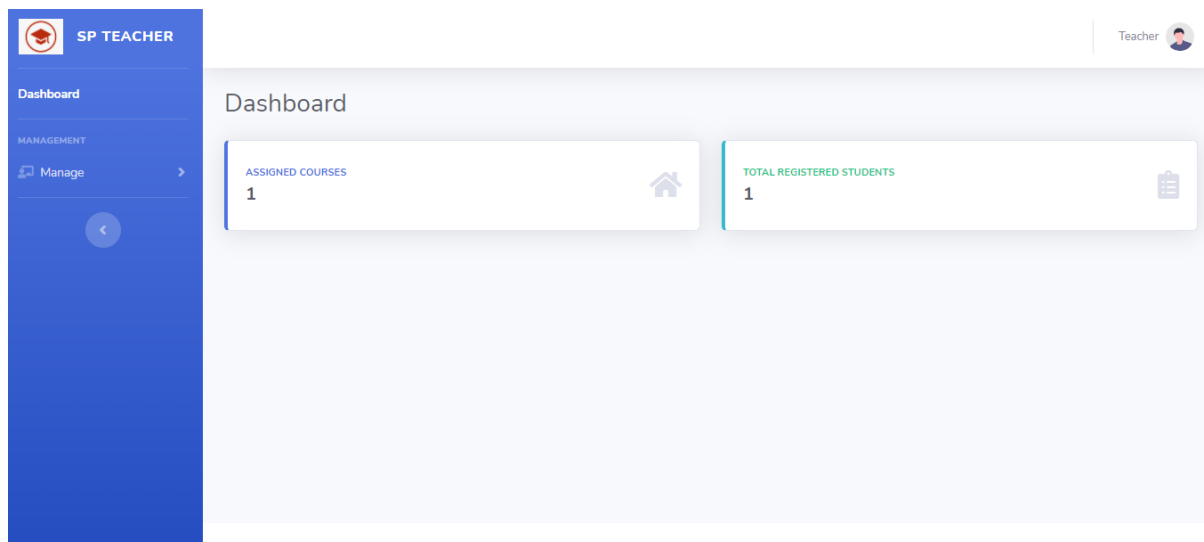 SP TEACHER
Teacher
Dashboard
MANAGEMENT
Manage
Dashboard
ASSIGNED COURSES
1
TOTAL REGISTERED STUDENTS
1